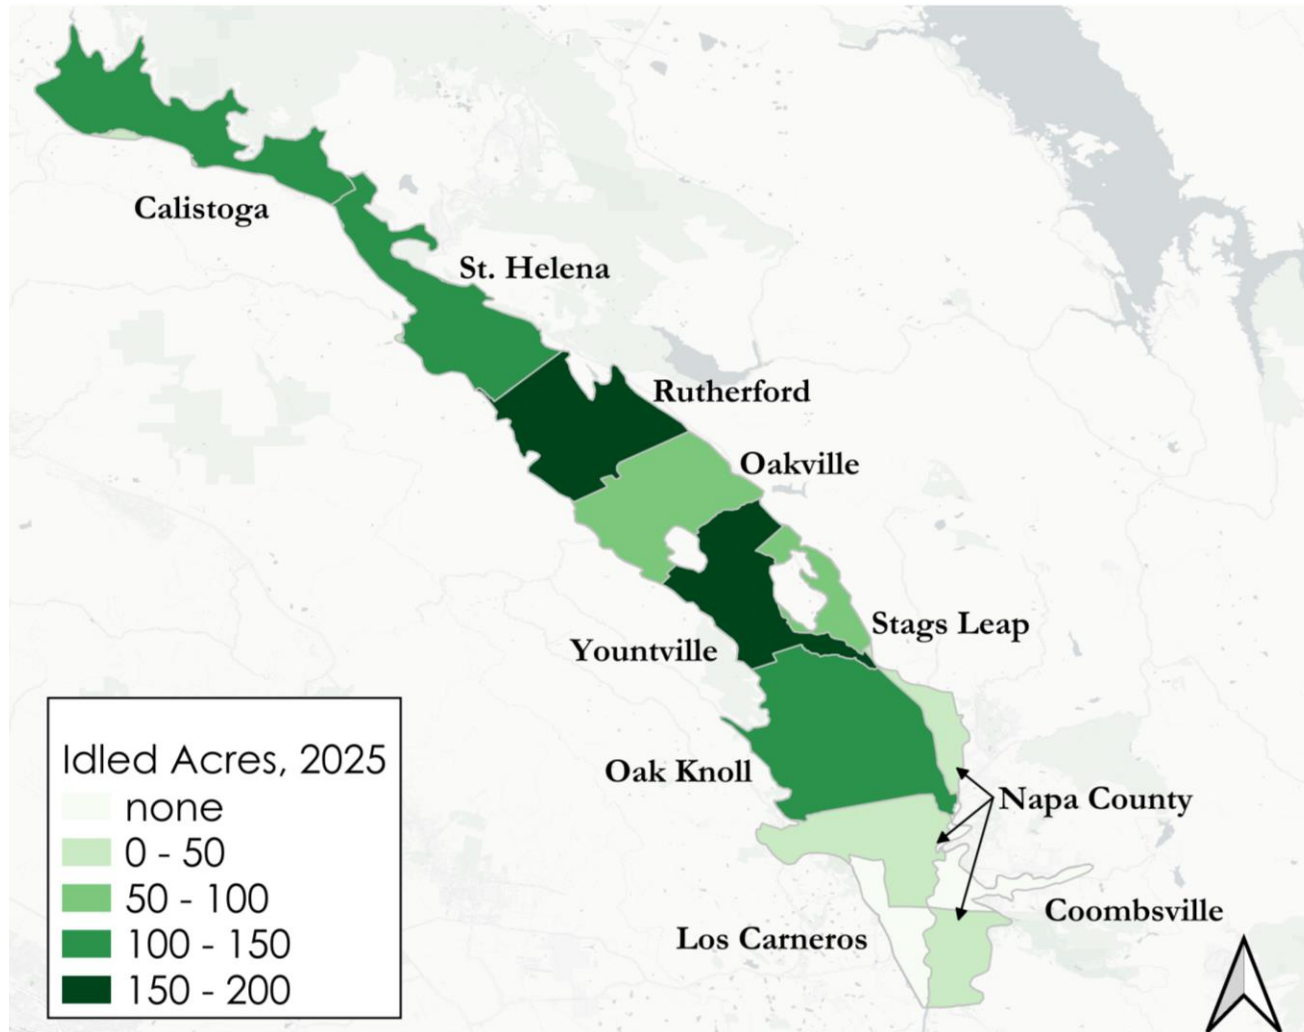 Calistoga
St. Helena
Rutherford
Oakville
Stags Leap
Yountville
Oak Knoll
Napa County
Coombsville
Los Carneros
Idled Acres, 2025
none
0 - 50
50 - 100
100 - 150
150 - 200